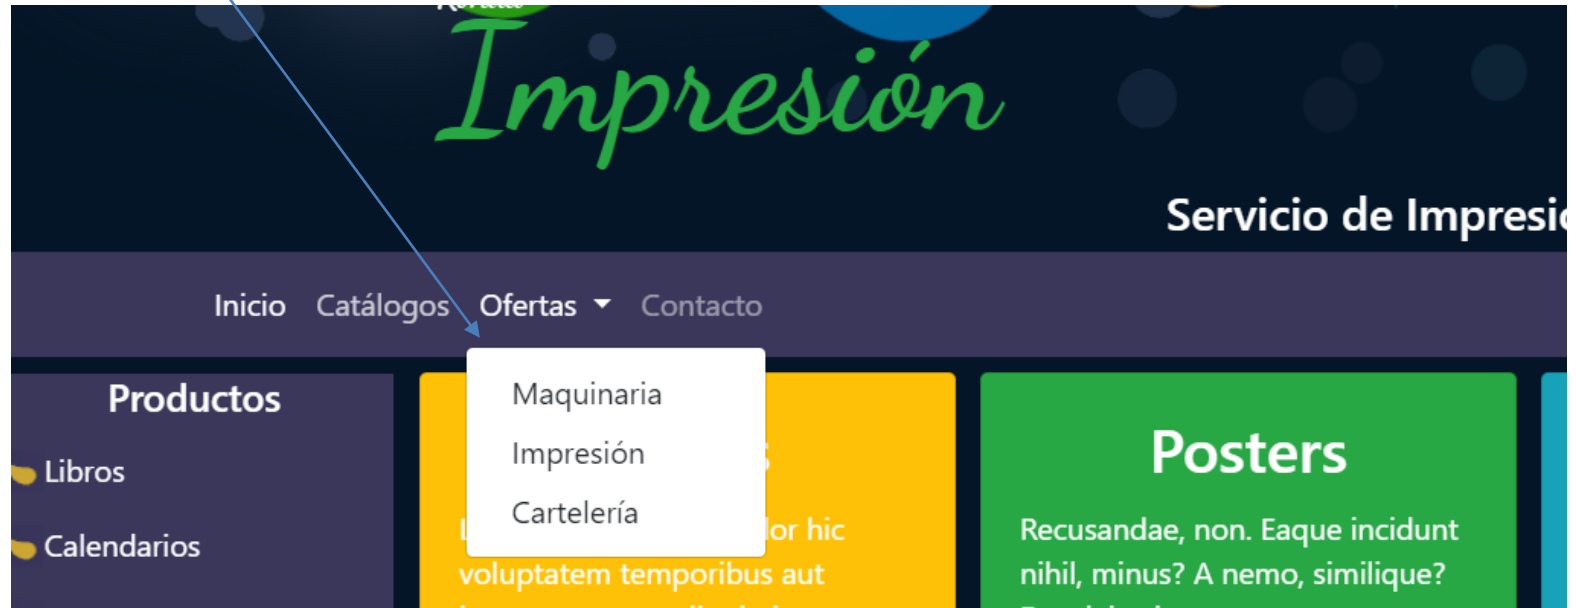 Impresión
Servicio de Impresió
Inicio Catálogos Ofertas Contacto
Maquinaria
Impresión
Cartelería
Productos
Libros
Calendarios
lor hic
voluptatem temporibus aut
Posters
Recusandae, non. Eaque incidunt
nihil, minus? A nemo, similique?